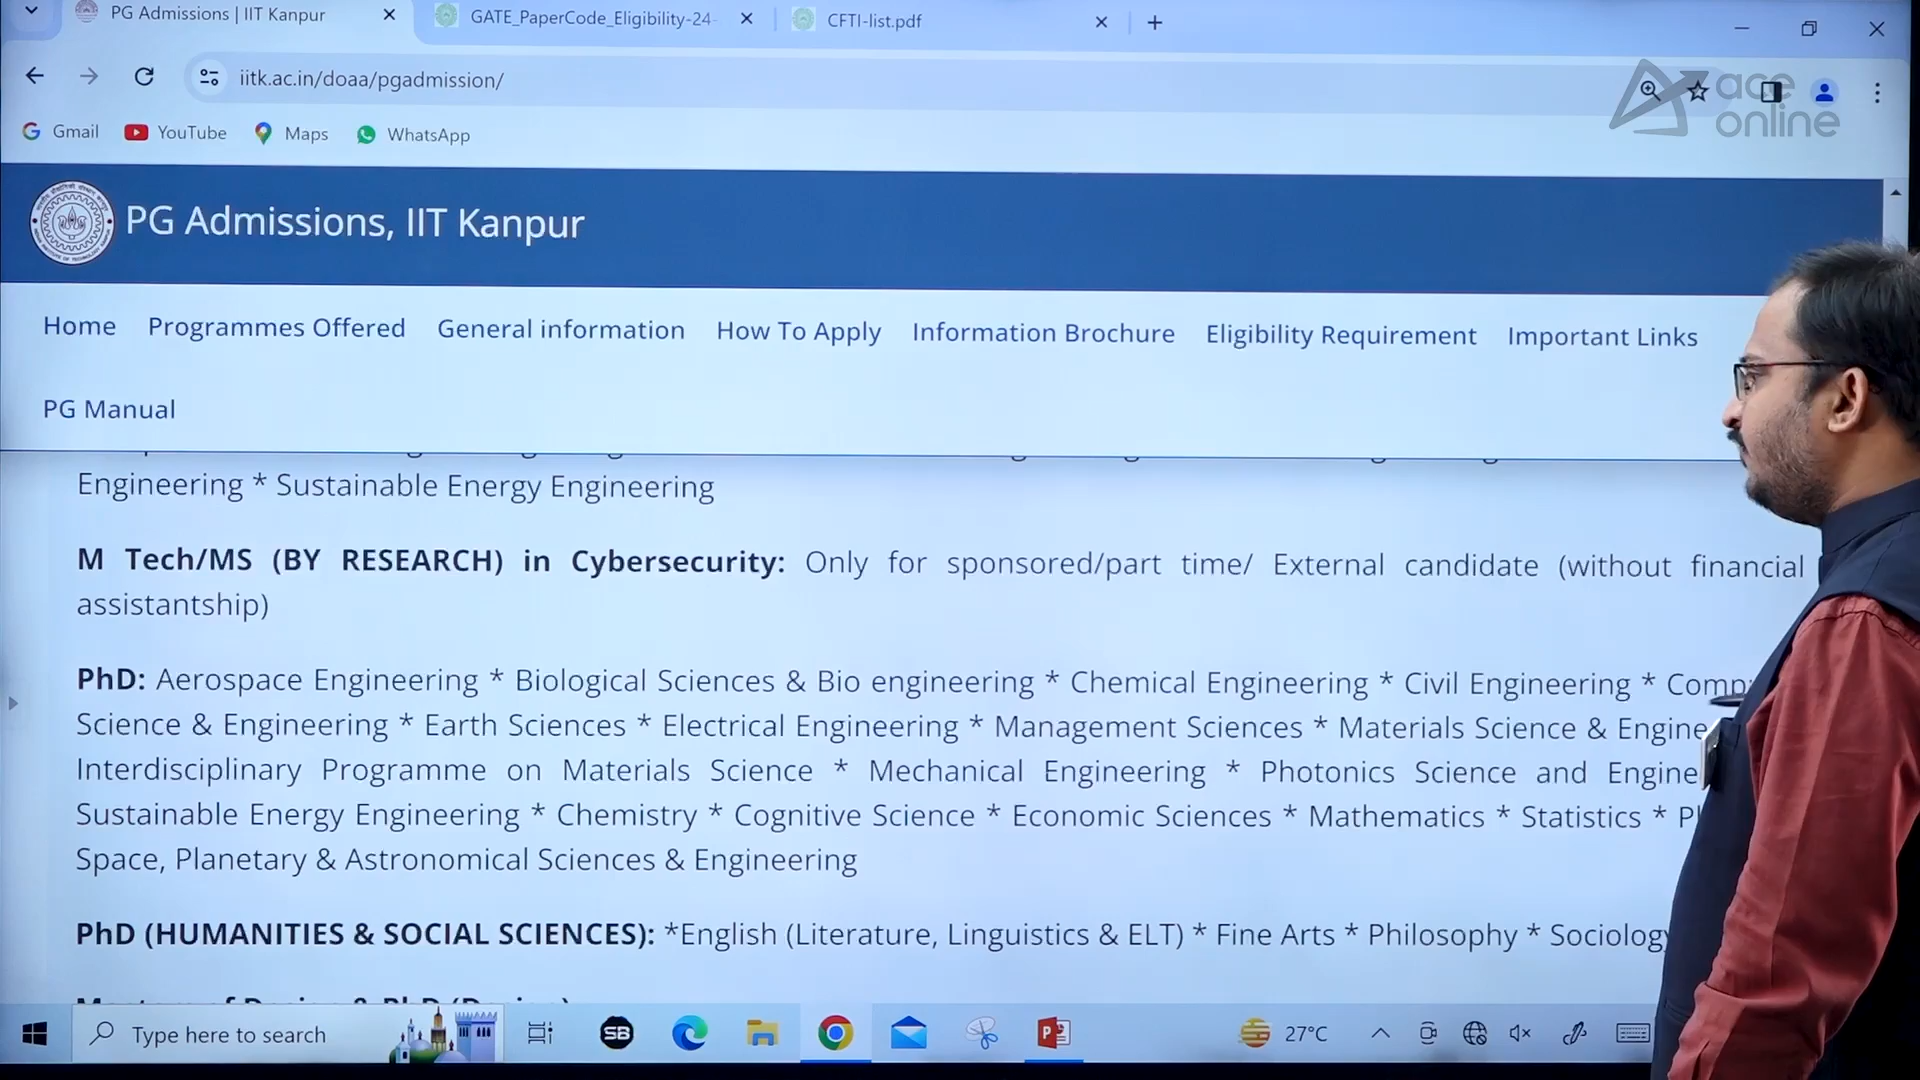 PG Admissions | IIT Kanpur
GATE_PaperCode_Eligibility-24-
CFTI-list.pdf
iitk.ac.in/doaa/pgadmission/
ace
online
Gmail
YouTube
Maps
WhatsApp
PG Admissions, IIT Kanpur
Home
Programmes Offered
General information
How To Apply
Information Brochure
Eligibility Requirement
Important Links
PG Manual
Engineering * Sustainable Energy Engineering
M Tech/MS (BY RESEARCH) in Cybersecurity: Only for sponsored/part time/ External candidate (without financial
assistantship)
PhD: Aerospace Engineering * Biological Sciences & Bio engineering * Chemical Engineering * Civil Engineering * Comp
Science & Engineering * Earth Sciences * Electrical Engineering * Management Sciences * Materials Science & Engine
Interdisciplinary Programme on Materials Science * Mechanical Engineering * Photonics Science and Engine
Sustainable Energy Engineering * Chemistry * Cognitive Science * Economic Sciences * Mathematics * Statistics * P
Space, Planetary & Astronomical Sciences & Engineering
PhD (HUMANITIES & SOCIAL SCIENCES): *English (Literature, Linguistics & ELT) * Fine Arts * Philosophy * Sociology
Type here to search
SB
27°C